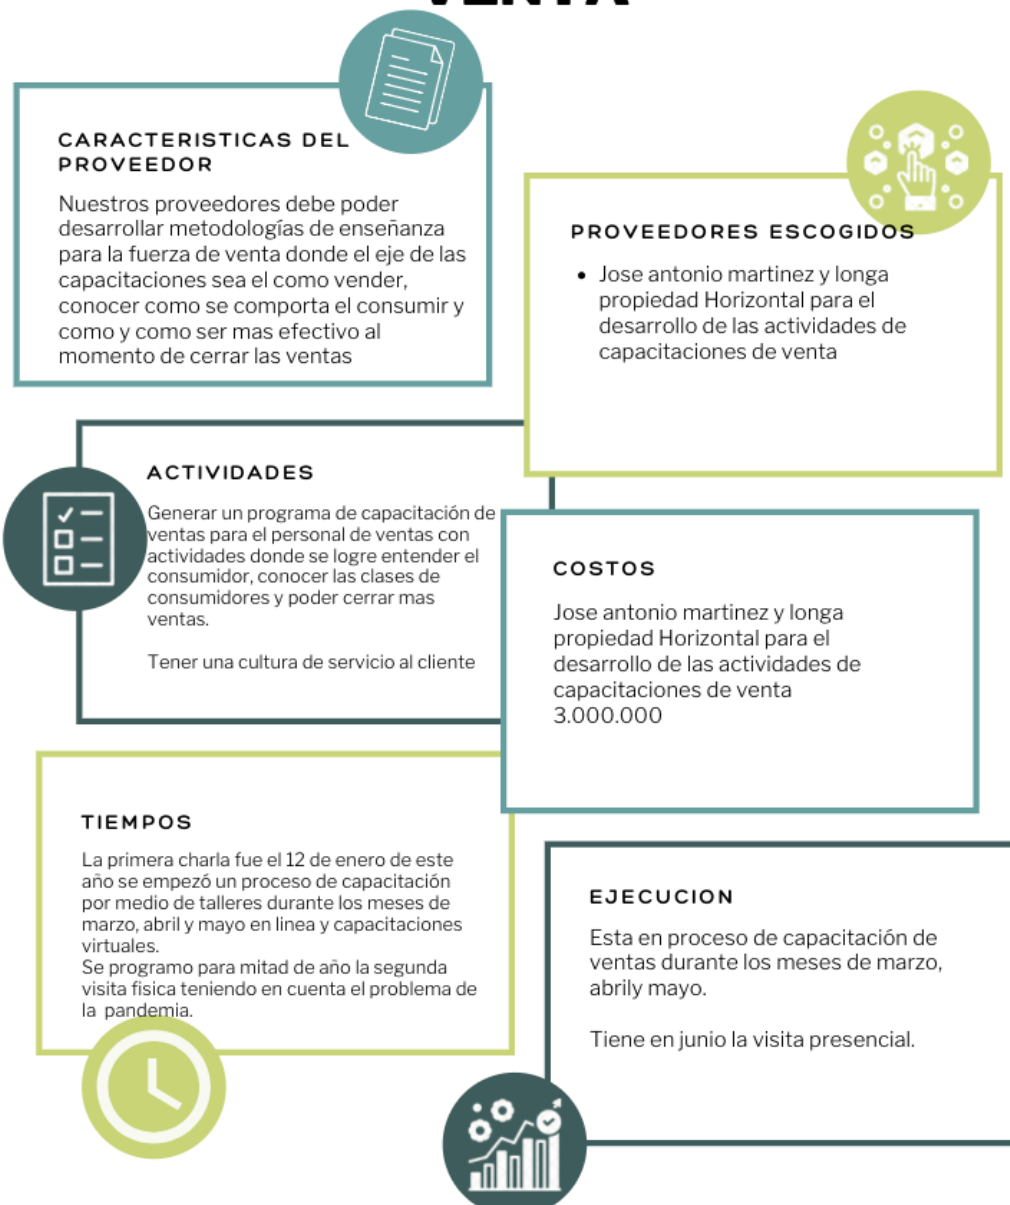 VENTA
CARACTERISTICAS DEL
PROVEEDOR
Nuestros proveedores debe poder
desarrollar metodologías de enseñanza
para la fuerza de venta donde el eje de las
capacitaciones sea el como vender,
conocer como se comporta el consumir y
como y como ser mas efectivo al
momento de cerrar las ventas
PROVEEDORES ESCOGIDOS
• Jose antonio martinez y longa
propiedad Horizontal para el
desarrollo de las actividades de
capacitaciones de venta
ACTIVIDADES
Generar un programa de capacitación de
ventas para el personal de ventas con
actividades donde se logre entender el
consumidor, conocer las clases de
consumidores y poder cerrar mas
ventas.
Tener una cultura de servicio al cliente
COSTOS
Jose antonio martinez y longa
propiedad Horizontal para el
desarrollo de las actividades de
capacitaciones de venta
3.000.000
TIEMPOS
La primera charla fue el 12 de enero de este
año se empezó un proceso de capacitación
por medio de talleres durante los meses de
marzo, abril y mayo en linea y capacitaciones
virtuales.
Se programo para mitad de año la segunda
visita fisica teniendo en cuenta el problema de
la pandemia.
EJECUCION
Esta en proceso de capacitación de
ventas durante los meses de marzo,
abrily mayo.
Tiene en junio la visita presencial.